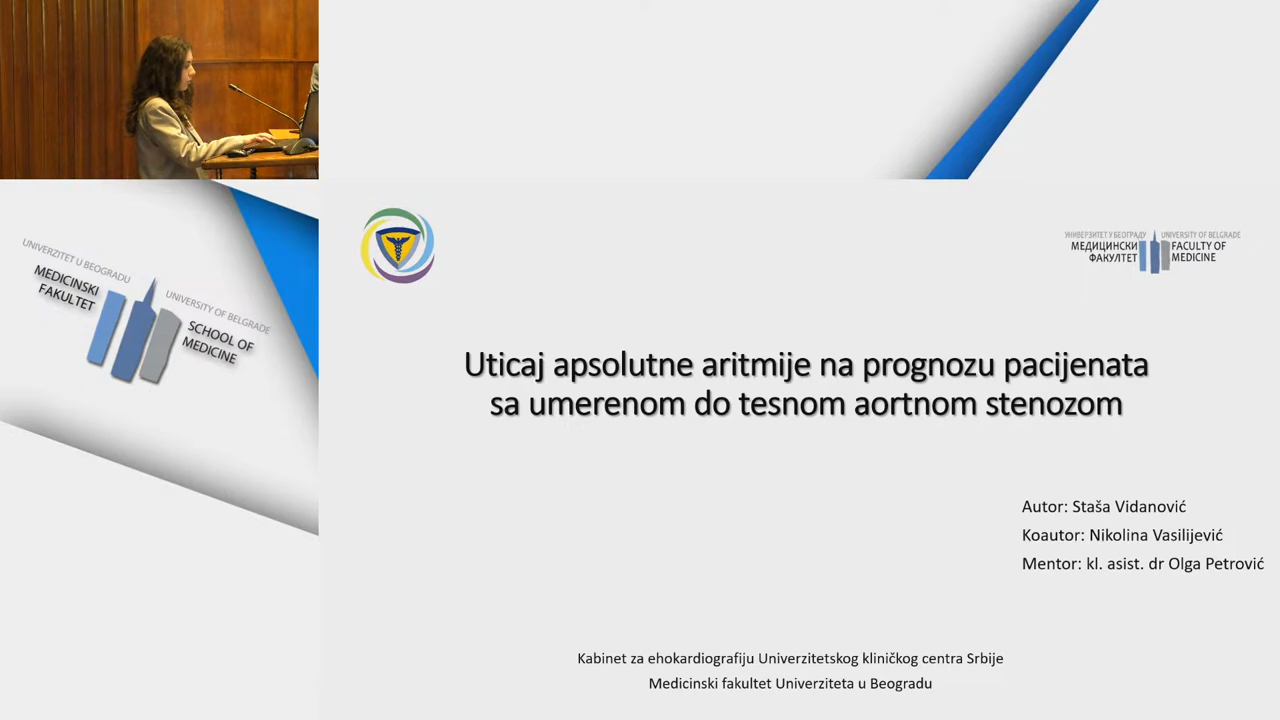 UNIVERZITET U BEOGRADU
MEDICINSKI
FAKULTET
UNIVERSITY OF BELGRADE
SCHOOL OF
MEDICINE
УНИВЕРЗИТЕТ У БЕОГРАДУ
МЕДИЦИНСКИ
ФАКУЛТЕТ
UNIVERSITY OF BELGRADE
FACULTY OF
MEDICINE
Uticaj apsolutne aritmije na prognozu pacijenata
sa umerenom do tesnom aortnom stenozom
Autor: Staša Vidanović
Koautor: Nikolina Vasilijević
Mentor: kl. asist. dr Olga Petrović
Kabinet za ehokardiografiju Univerzitetskog kliničkog centra Srbije
Medicinski fakultet Univerziteta u Beogradu